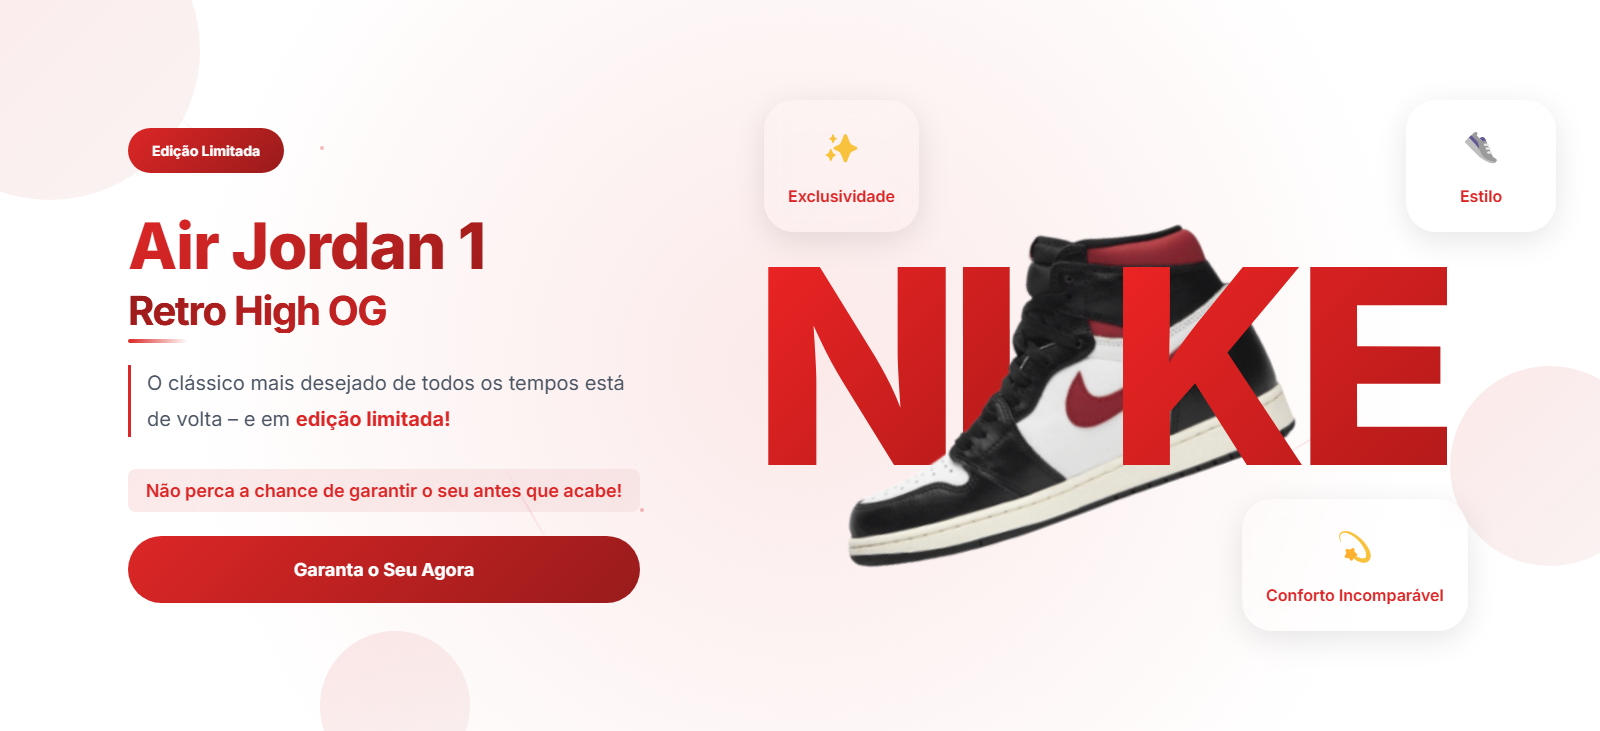 Edição Limitada
Air Jordan 1
Retro High OG
O clássico mais desejado de todos os tempos está
de volta – e em edição limitada!
Não perca a chance de garantir o seu antes que acabe!
Garanta o Seu Agora
Exclusividade
Estilo
NIKE
Conforto Incomparável